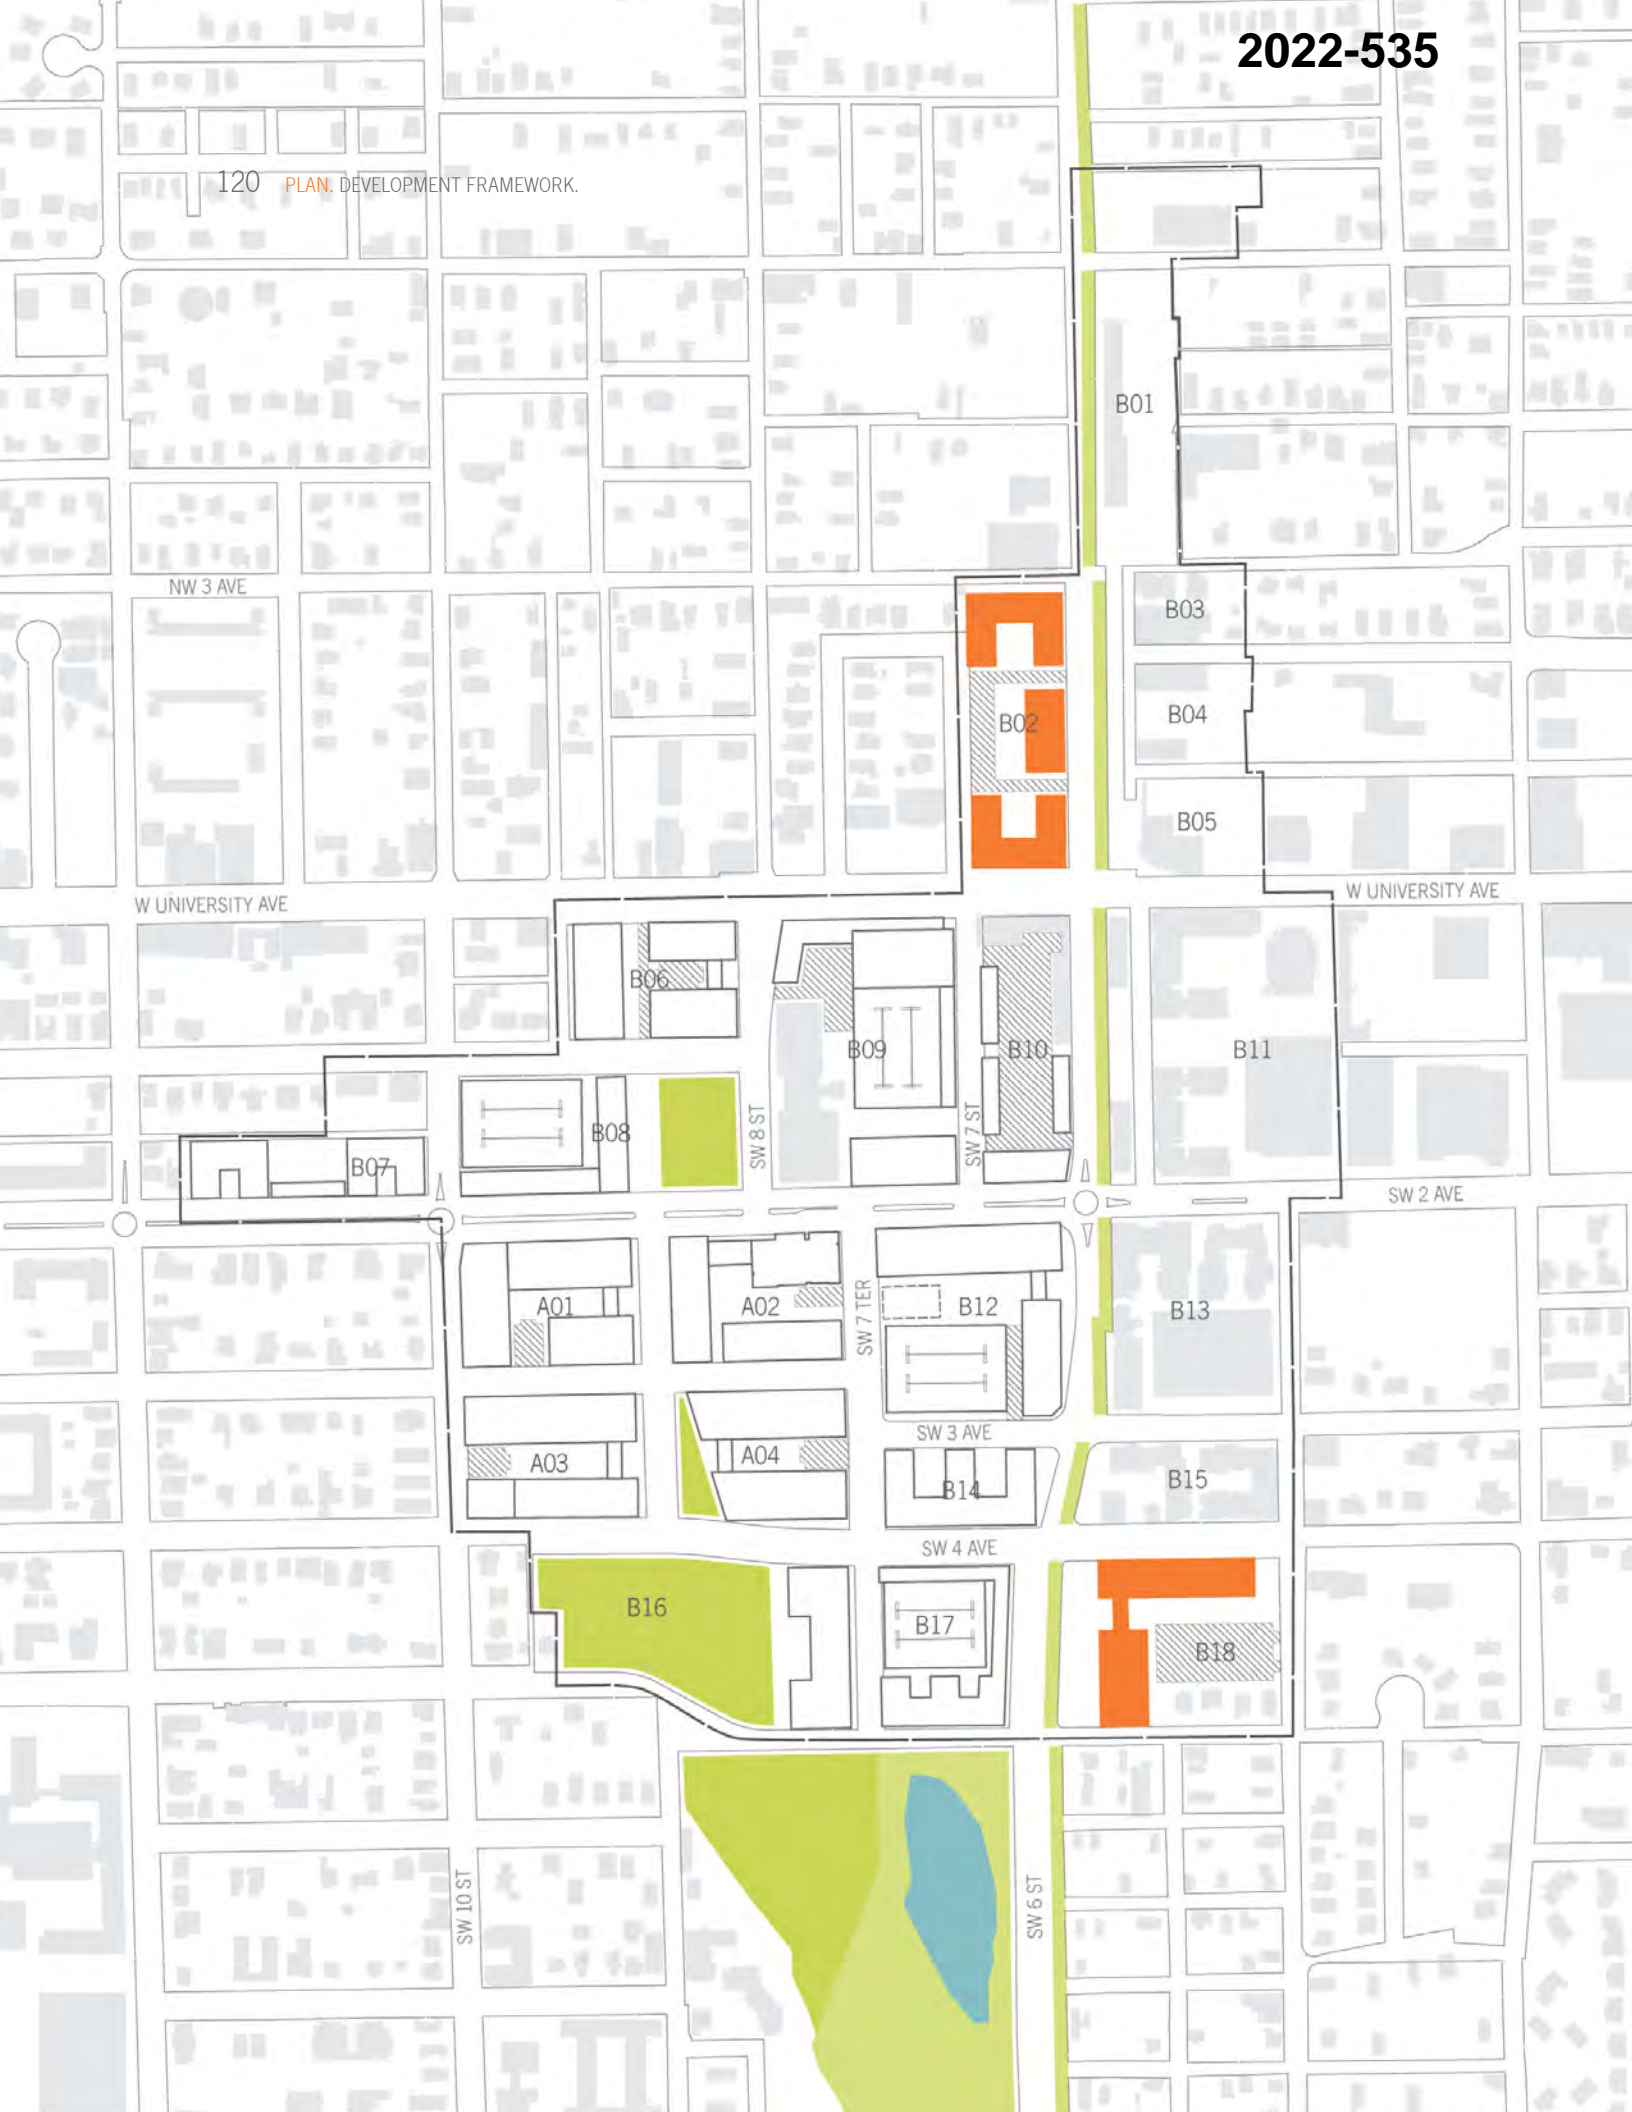 2022-535
120 PLAN. DEVELOPMENT FRAMEWORK.
B01
NW 3 AVE
B03
B04
B02
B05
W UNIVERSITY AVE
W UNIVERSITY AVE
B06
B09
B10
B11
B08
SW 8 ST
SW 7 ST
B07
SW 2 AVE
A01
A02
SW 7 TER
B12
B13
SW 3 AVE
A03
A04
B14
B15
SW 4 AVE
B16
B17
B18
SW 10 ST
SW 6 ST